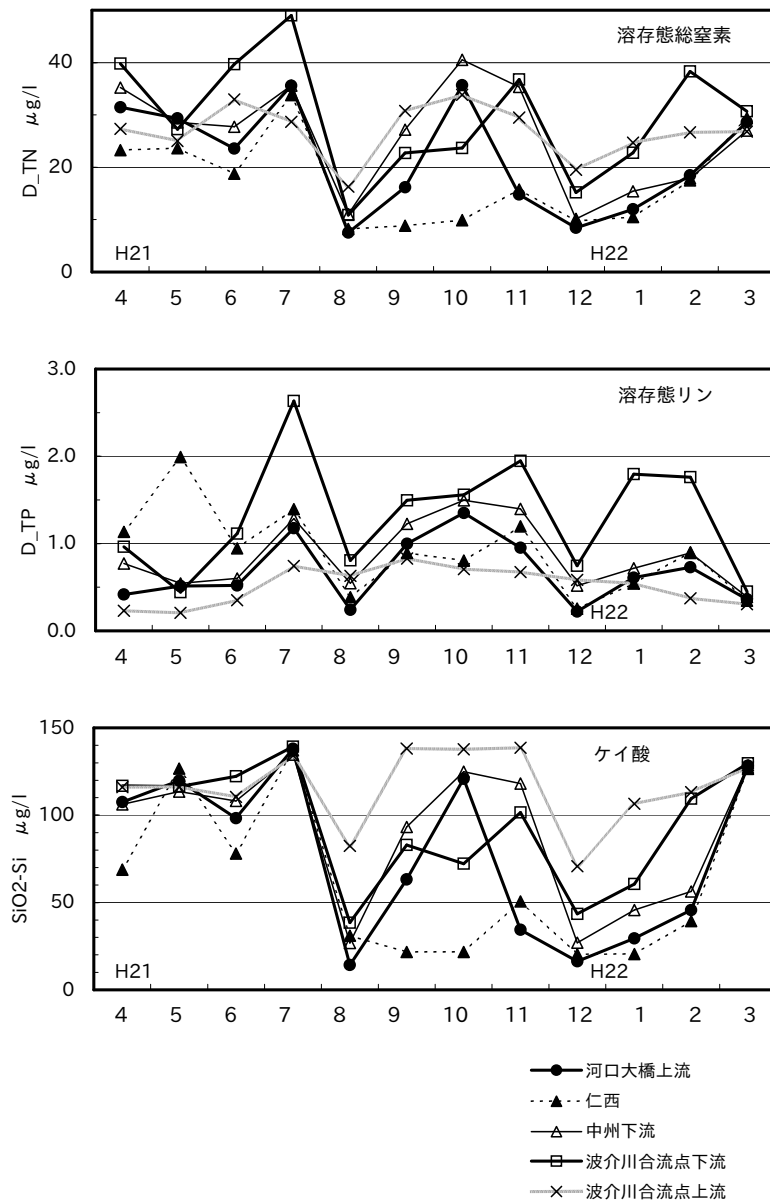 溶存態総窒素
D_TN μg/l
40
20
0
H21
H22
4 5 6 7 8 9 10 11 12 1 2 3
3.0
溶存態リン
D_TP μg/l
2.0
1.0
0.0
H22
4 5 6 7 8 9 10 11 12 1 2 3
150
ケイ酸
SiO2-Si μg/l
100
50
0
H21
H22
4 5 6 7 8 9 10 11 12 1 2 3
河口大橋上流
仁西
中州下流
波介川合流点下流
波介川合流点上流